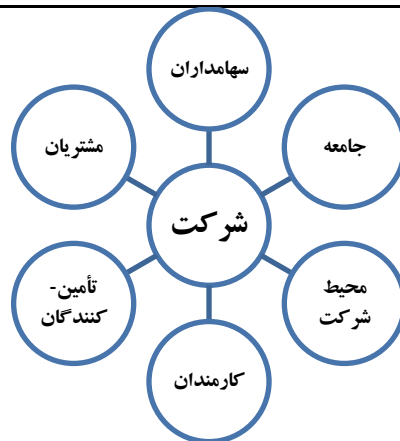 سهامداران
جامعه
مشتریان
شرکت
محیط
شرکت
تأمین-
کنندگان
کارمندان